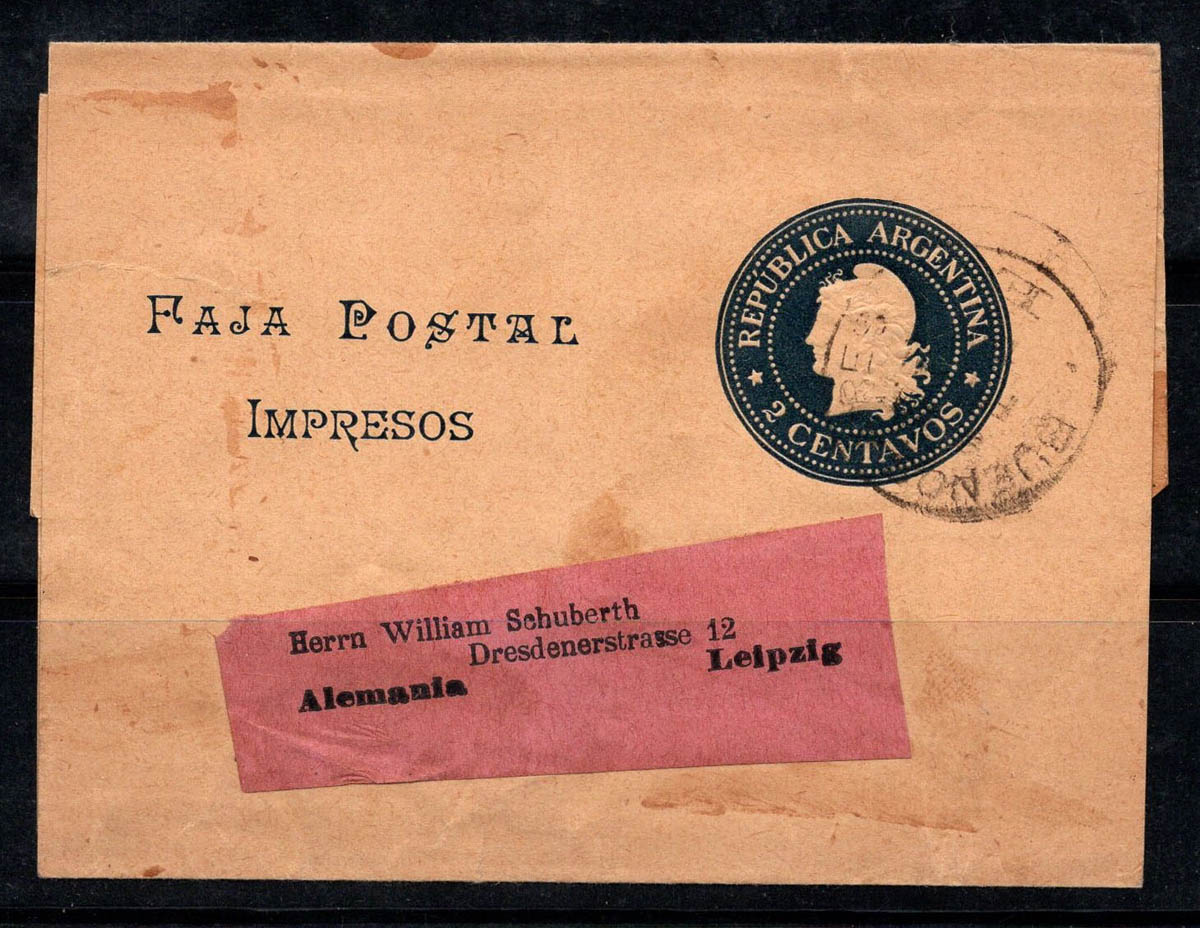 FAJA POSTAL
IMPRESOS
REPUBLICA ARGENTINA
2 CENTAVOS
Herrn William Schuberth
Dresdenerstrasse 12
Leipzig
Alemania